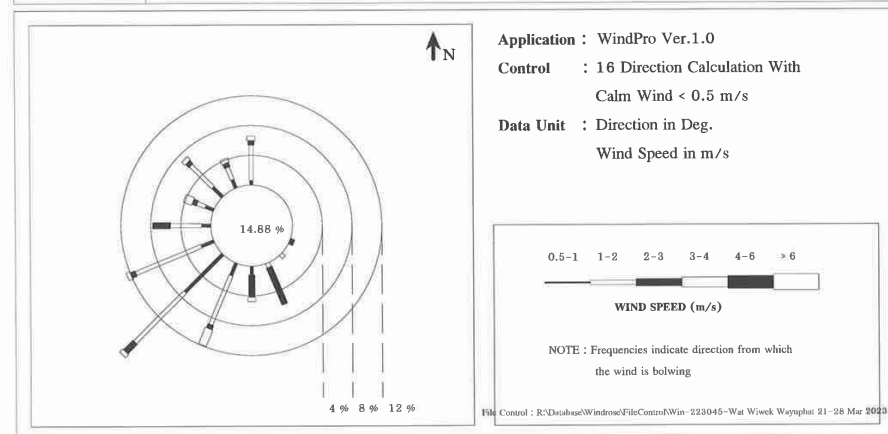 N
14.88 %
4 % 8 % 12 %
Application : WindPro Ver.1.0
Control : 16 Direction Calculation With
Calm Wind < 0.5 m/s
Data Unit : Direction in Deg.
Wind Speed in m/s
0.5-1 1-2 2-3 3-4 4-6 > 6
WIND SPEED (m/s)
NOTE : Frequencies indicate direction from which
the wind is bolwing
File Control : R:\Database\Windrose\FileControl\Win-223045-Wat Wiwek Wayuphat 21-28 Mar 2023